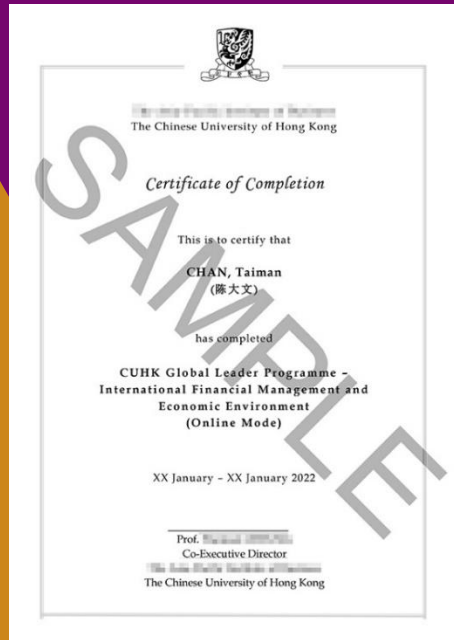 The Chinese University of Hong Kong
Certificate of Completion
This is to certify that
CHAN, Taiman
(陈大文)
has completed
CUHK Global Leader Programme –
International Financial Management and
Economic Environment
(Online Mode)
XX January – XX January 2022
Prof.
Co-Executive Director
The Chinese University of Hong Kong
SAMPLE